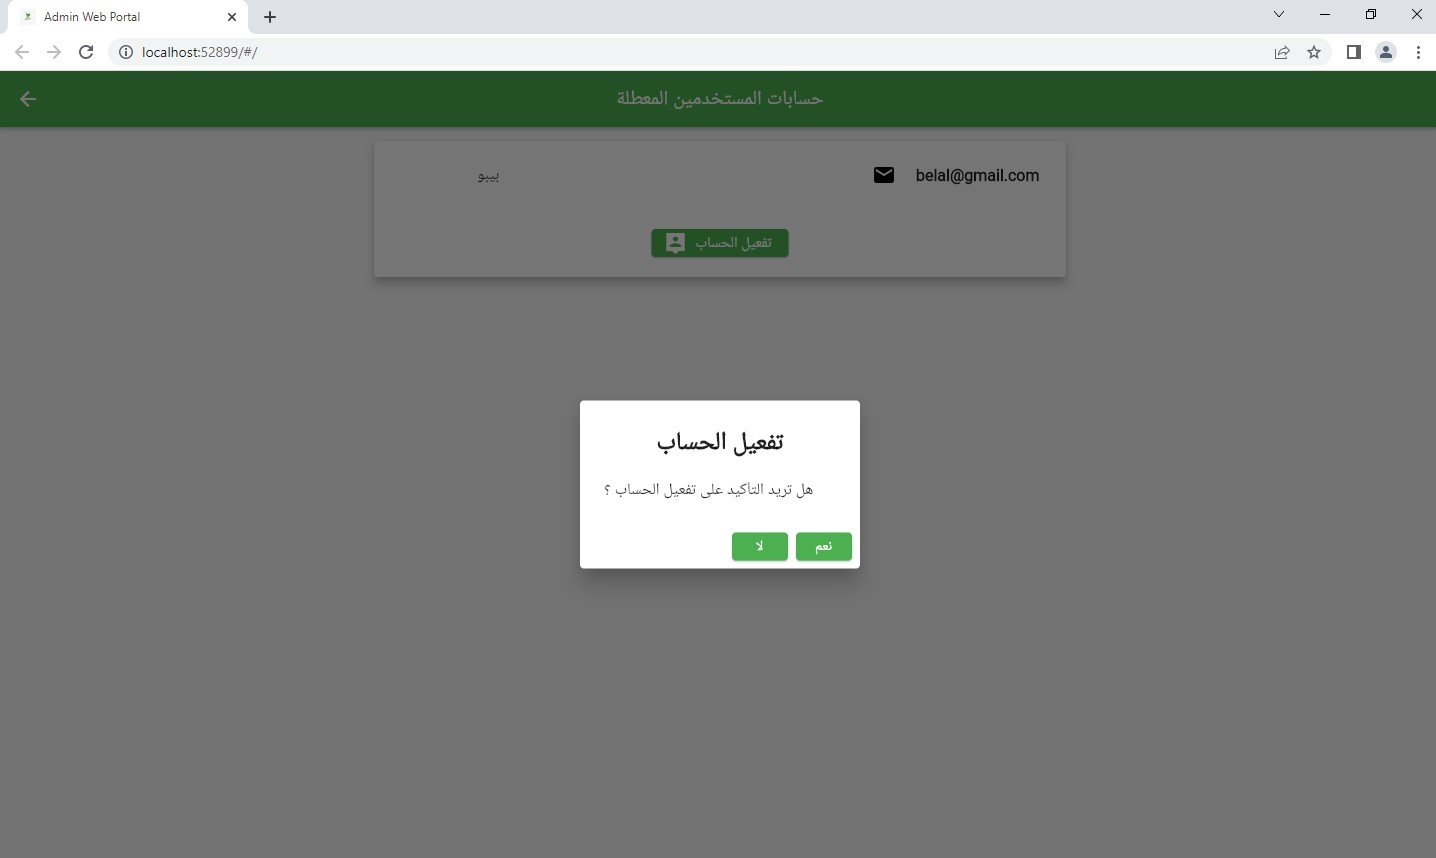 Admin Web Portal
localhost:52899/#/
حسابات المستخدمين المعطلة
بيبو
belal@gmail.com
تفعيل الحساب
تفعيل الحساب
هل تريد التأكيد على تفعيل الحساب ؟
نعم
لا